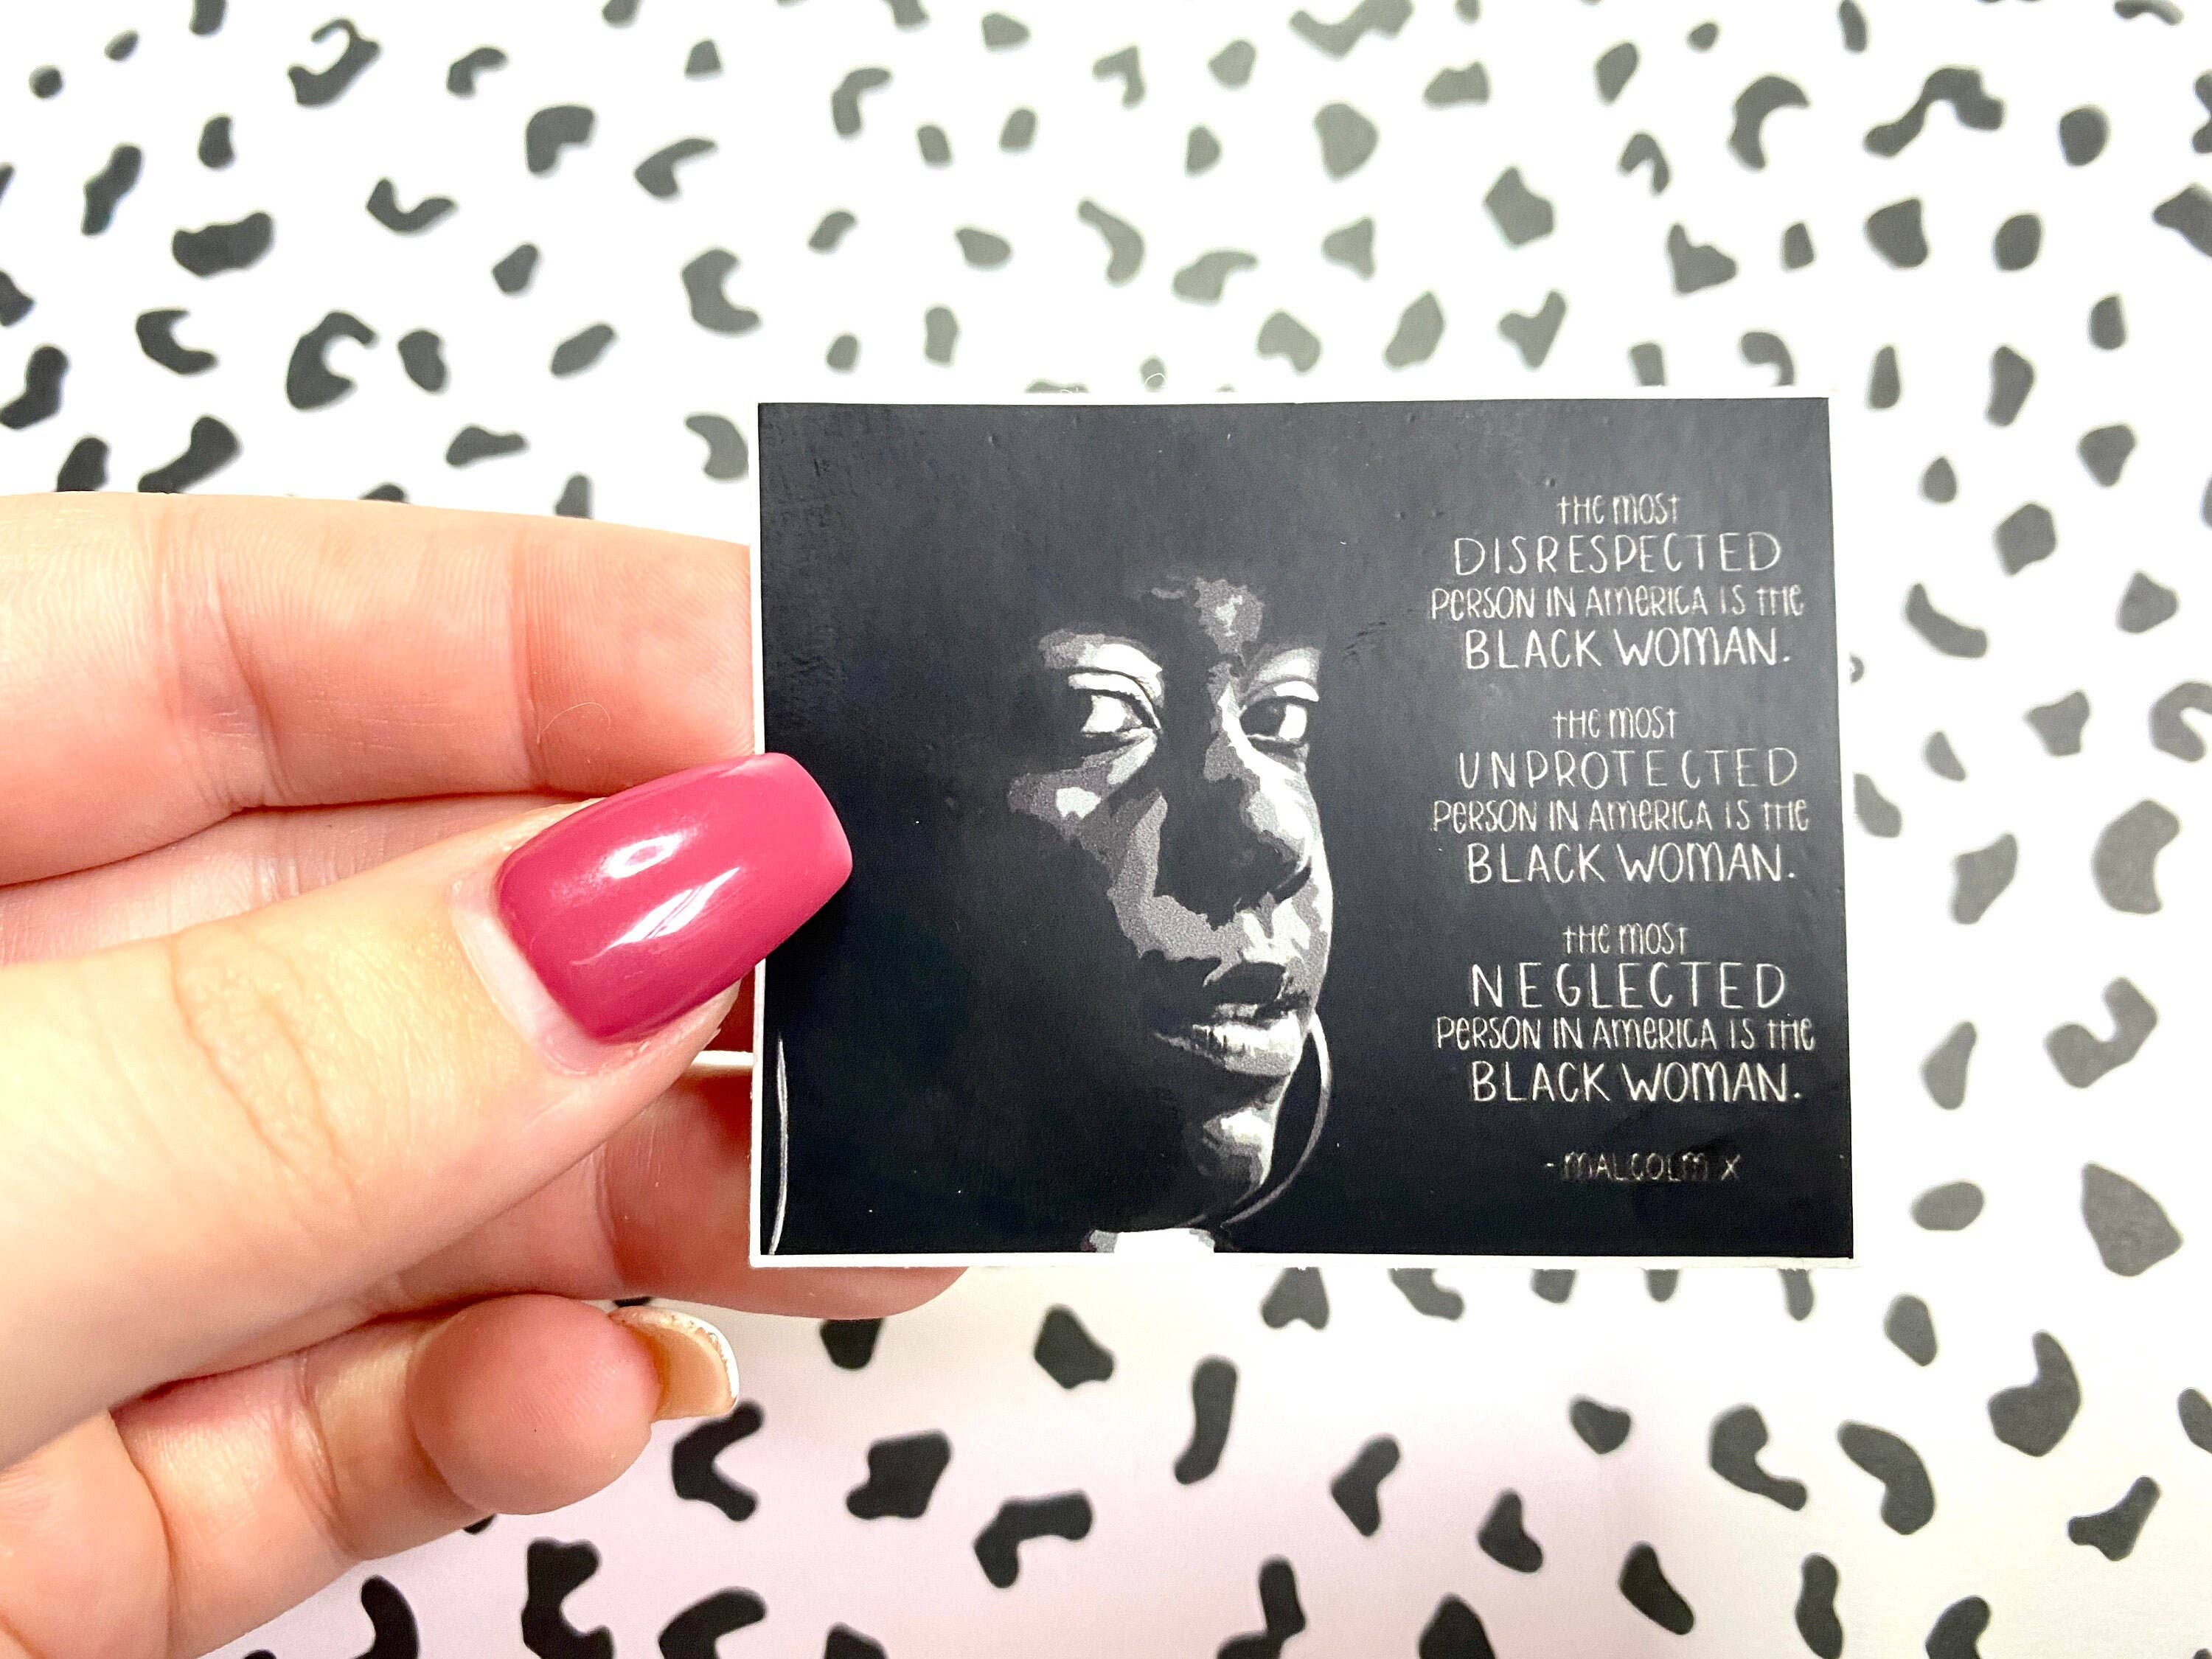 THE MOST
DISRESPECTED
PERSON IN AMERICA IS THE
BLACK WOMAN.
THE MOST
UNPROTECTED
PERSON IN AMERICA IS THE
BLACK WOMAN.
THE MOST
NEGLECTED
PERSON IN AMERICA IS THE
BLACK WOMAN.
-MALCOLM X